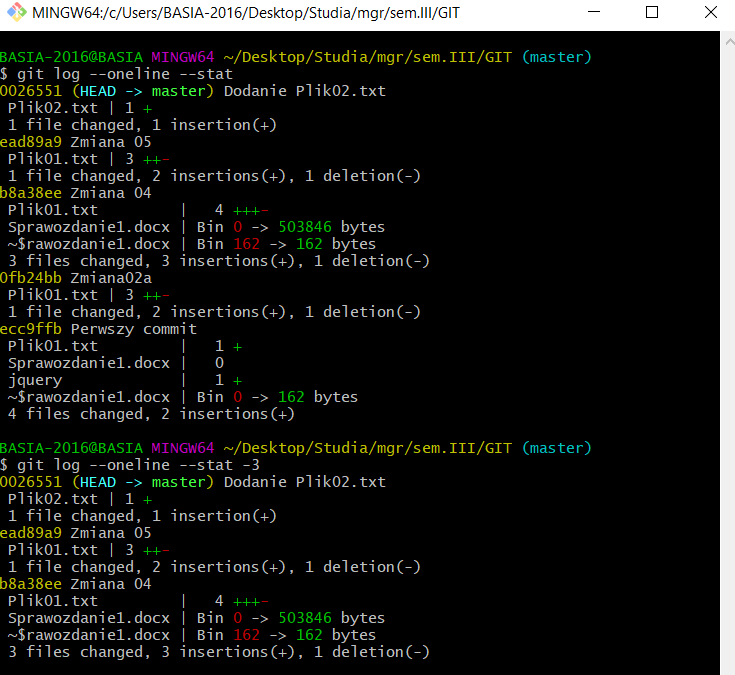 MINGW64:/c/Users/BASIA-2016/Desktop/Studia/mgr/sem.III/GIT
BASIA-2016@BASIA MINGW64 ~/Desktop/Studia/mgr/sem.III/GIT (master)
$ git log --oneline --stat
0026551 (HEAD -> master) Dodanie Plik02.txt
 Plik02.txt | 1 +
 1 file changed, 1 insertion(+)
ead89a9 Zmiana 05
 Plik01.txt | 3 ++-
 1 file changed, 2 insertions(+), 1 deletion(-)
b8a38ee Zmiana 04
 Plik01.txt         |   4 +++-
 Sprawozdanie1.docx | Bin 0 -> 503846 bytes
 ~$rawozdanie1.docx | Bin 162 -> 162 bytes
 3 files changed, 3 insertions(+), 1 deletion(-)
0fb24bb Zmiana02a
 Plik01.txt | 3 ++-
 1 file changed, 2 insertions(+), 1 deletion(-)
ecc9ffb Perwszy commit
 Plik01.txt         |   1 +
 Sprawozdanie1.docx |   0
 jquery             |   1 +
 ~$rawozdanie1.docx | Bin 0 -> 162 bytes
 4 files changed, 2 insertions(+)
BASIA-2016@BASIA MINGW64 ~/Desktop/Studia/mgr/sem.III/GIT (master)
$ git log --oneline --stat -3
0026551 (HEAD -> master) Dodanie Plik02.txt
 Plik02.txt | 1 +
 1 file changed, 1 insertion(+)
ead89a9 Zmiana 05
 Plik01.txt | 3 ++-
 1 file changed, 2 insertions(+), 1 deletion(-)
b8a38ee Zmiana 04
 Plik01.txt         |   4 +++-
 Sprawozdanie1.docx | Bin 0 -> 503846 bytes
 ~$rawozdanie1.docx | Bin 162 -> 162 bytes
 3 files changed, 3 insertions(+), 1 deletion(-)